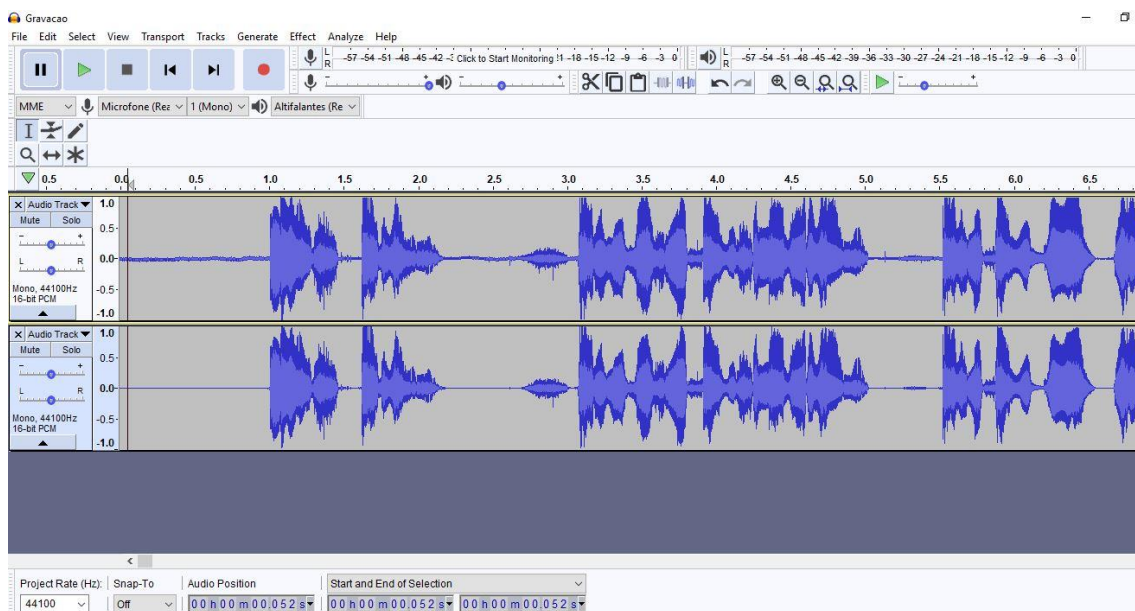 Gravacao
File Edit Select View Transport Tracks Generate Effect Analyze Help
L R -57 -54 -51 -48 -45 -42 Click to Start Monitoring -18 -15 -12 -9 -6 -3 0 L R -57 -54 -51 -48 -45 -42 -39 -36 -33 -30 -27 -24 -21 -18 -15 -12 -9 -6 -3 0
MME Microfone (Rea 1 (Mono) Altifalantes (Re
0.5 0.0 0.5 1.0 1.5 2.0 2.5 3.0 3.5 4.0 4.5 5.0 5.5 6.0 6.5
X Audio Track 1.0
Mute Solo 0.5
- + 0.0
L R
Mono, 44100Hz -0.5
16-bit PCM
-1.0
X Audio Track 1.0
Mute Solo 0.5
- + 0.0
L R
Mono, 44100Hz -0.5
16-bit PCM
-1.0
Project Rate (Hz): Snap-To Audio Position Start and End of Selection
44100 Off 00 h 00 m 00.052 s 00 h 00 m 00.052 s 00 h 00 m 00.052 s